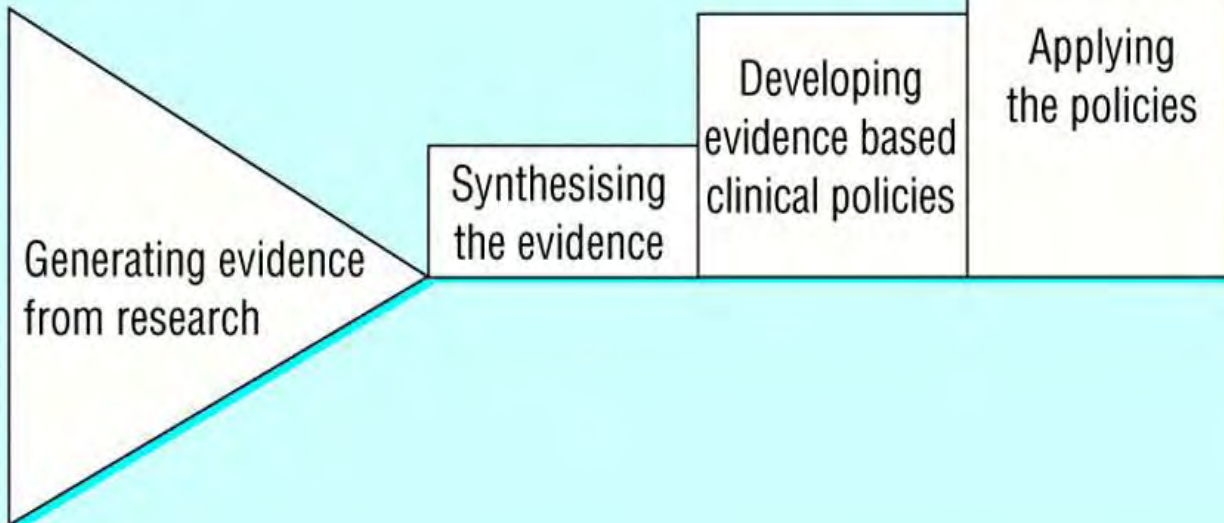 Generating evidence
from research
Synthesising
the evidence
Developing
evidence based
clinical policies
Applying
the policies